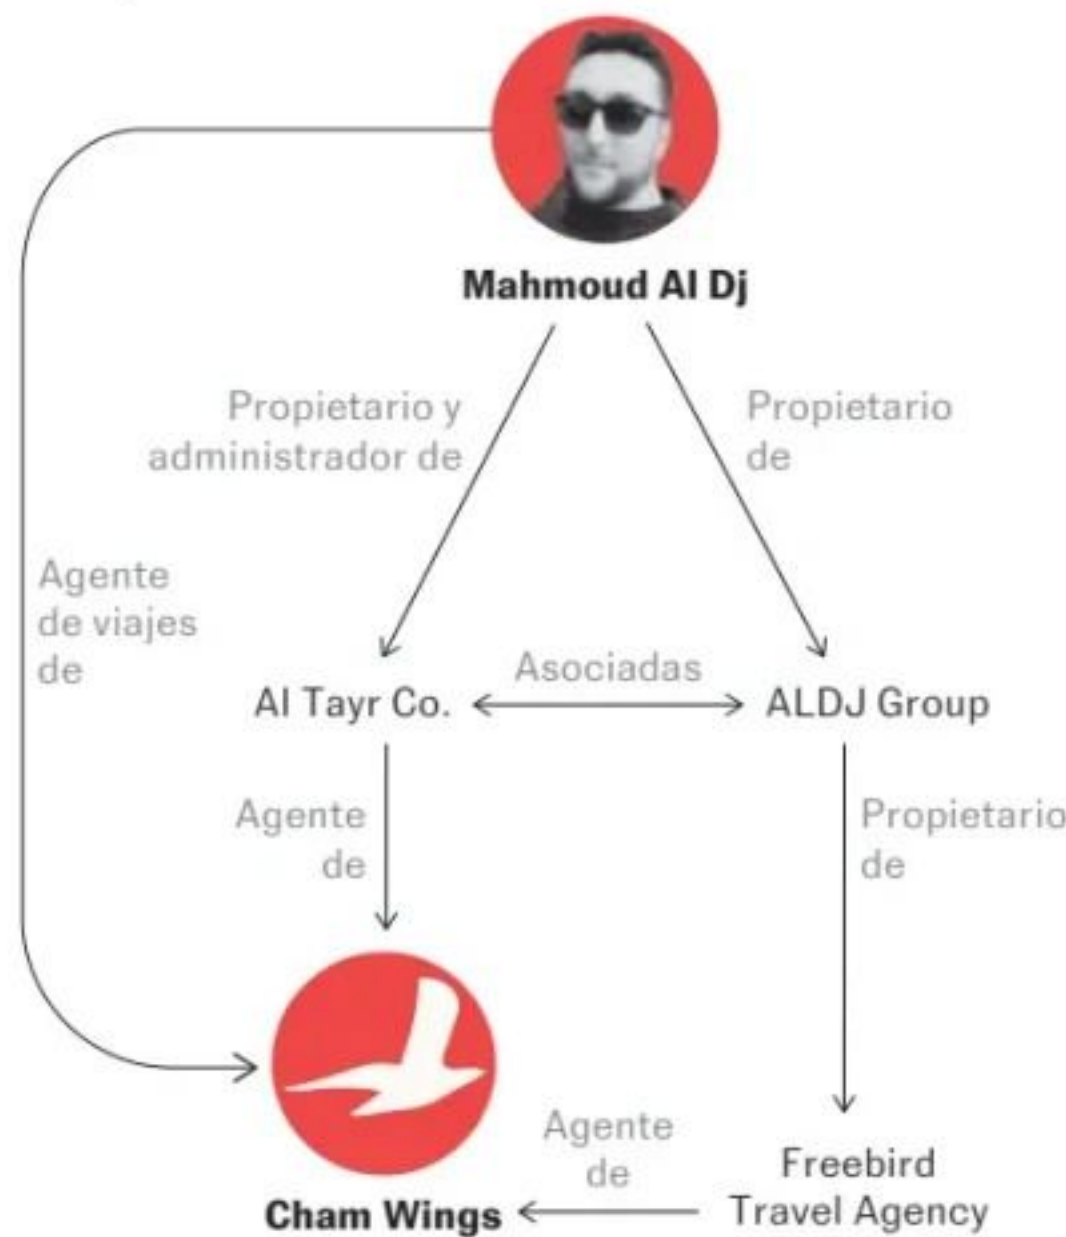 Mahmoud Al Dj
Propietario y
administrador de
Propietario
de
Agente
de viajes
de
Asociadas
Al Tayr Co.
ALDJ Group
Agente
de
Propietario
de
Agente
de
Freebird
Travel Agency
Cham Wings